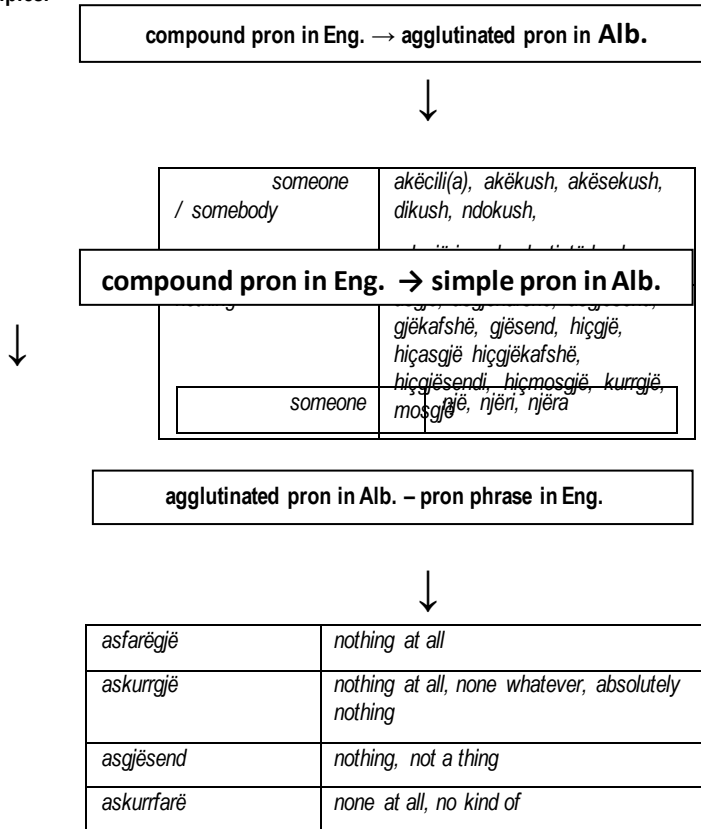 compound pron in Eng. → agglutinated pron in Alb.
↓
someone
/ somebody
akëcili(a), akëkush, akësekush,
dikush, ndokush,
compound pron in Eng. → simple pron in Alb.
↓
gjëkafshë, gjësend, hiçgjë,
hiçasgjë hiçgjëkafshë,
hiçgjësendi, hiçmosgjë, kurrgjë,
mosgjë
someone
një, njëri, njëra
agglutinated pron in Alb. – pron phrase in Eng.
↓
asfarëgjë
nothing at all
askurrgjë
nothing at all, none whatever, absolutely
nothing
asgjësend
nothing, not a thing
askurrfarë
none at all, no kind of